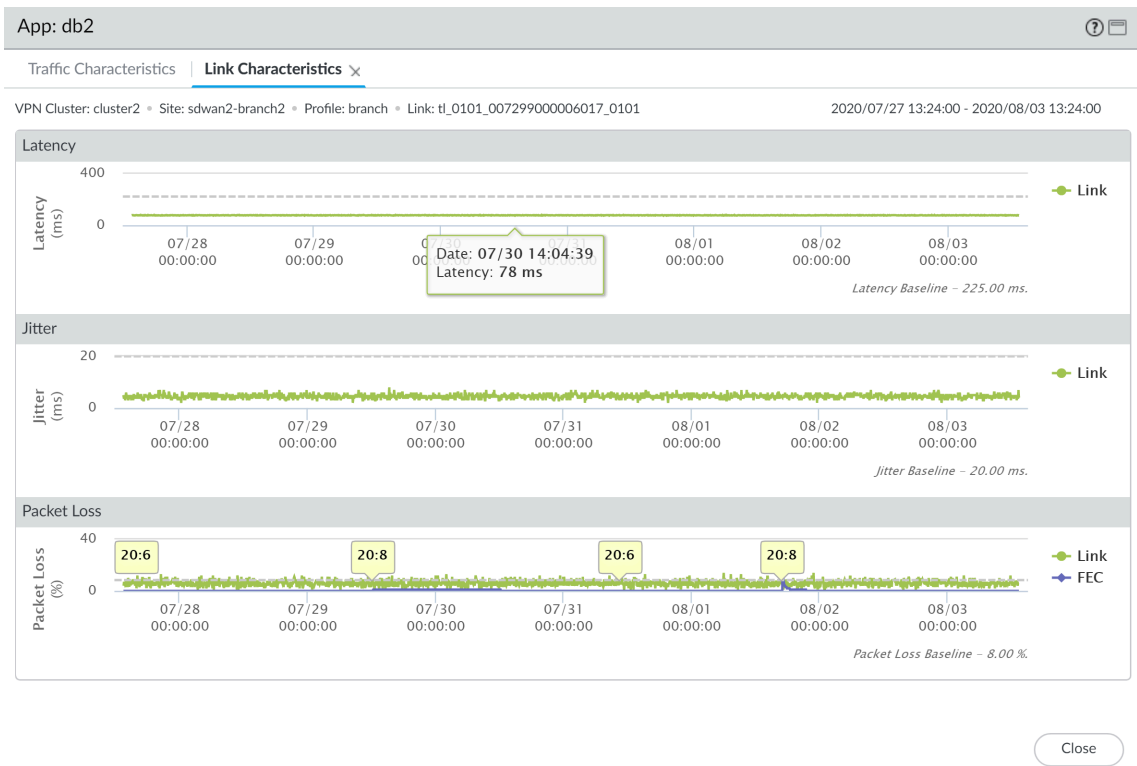 App: db2
Traffic Characteristics Link Characteristics
VPN Cluster: cluster2 • Site: sdwan2-branch2 • Profile: branch • Link: tl_0101_007299000006017_0101 2020/07/27 13:24:00 - 2020/08/03 13:24:00
Latency
400
0
Latency
(ms)
Link
07/28 07/29 07/30 07/31 08/01 08/02 08/03
00:00:00 00:00:00 00:00:00 00:00:00 00:00:00 00:00:00
Date: 07/30 14:04:39
Latency: 78 ms
Latency Baseline – 225.00 ms.
Jitter
20
0
Jitter
(ms)
Link
07/28 07/29 07/30 07/31 08/01 08/02 08/03
00:00:00 00:00:00 00:00:00 00:00:00 00:00:00 00:00:00 00:00:00
Jitter Baseline – 20.00 ms.
Packet Loss
40
0
Packet Loss
(%)
20:6 20:8 20:6 20:8
Link
FEC
07/28 07/29 07/30 07/31 08/01 08/02 08/03
00:00:00 00:00:00 00:00:00 00:00:00 00:00:00 00:00:00 00:00:00
Packet Loss Baseline – 8.00 %.
Close